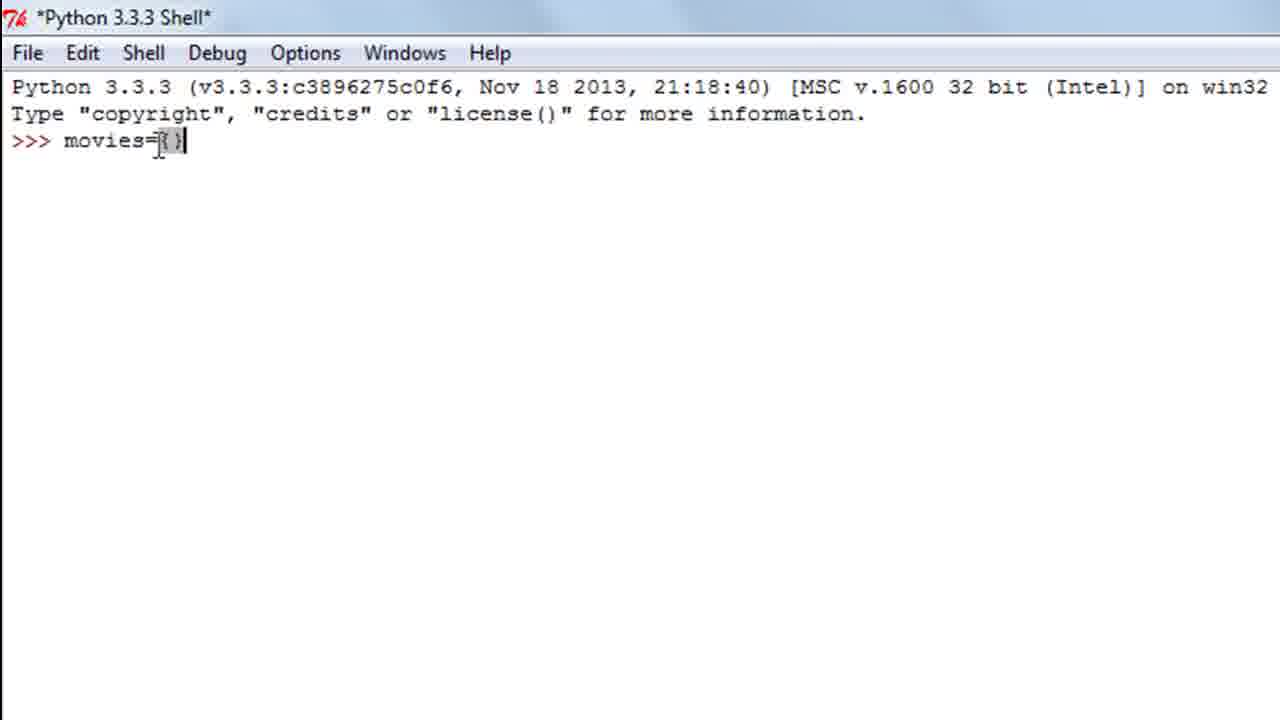 *Python 3.3.3 Shell*
File Edit Shell Debug Options Windows Help
Python 3.3.3 (v3.3.3:c3896275c0f6, Nov 18 2013, 21:18:40) [MSC v.1600 32 bit (Intel)] on win32
Type "copyright", "credits" or "license()" for more information.
>>> movies={}